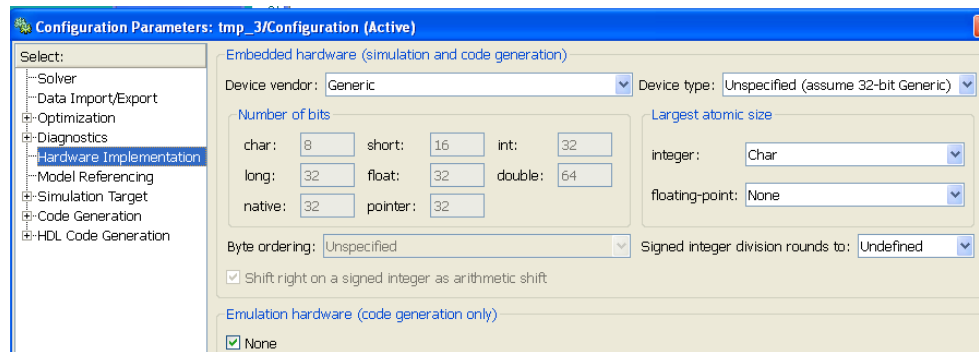 Configuration Parameters: tmp_3/Configuration (Active)
Select:
Solver
Data Import/Export
Optimization
Diagnostics
Hardware Implementation
Model Referencing
Simulation Target
Code Generation
HDL Code Generation
Embedded hardware (simulation and code generation)
Device vendor: Generic Device type: Unspecified (assume 32-bit Generic)
Number of bits
char: 8 short: 16 int: 32
long: 32 float: 32 double: 64
native: 32 pointer: 32
Largest atomic size
integer: Char
floating-point: None
Byte ordering: Unspecified Signed integer division rounds to: Undefined
Shift right on a signed integer as arithmetic shift
Emulation hardware (code generation only)
None